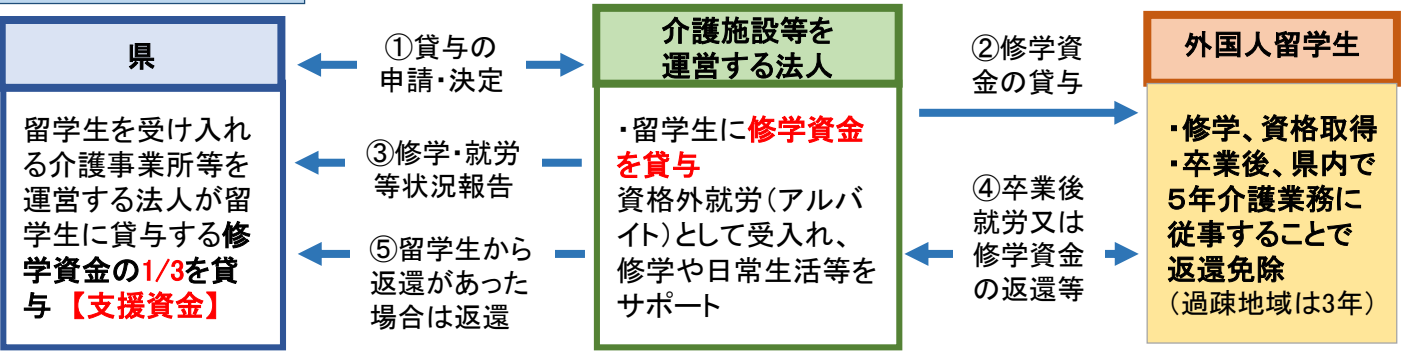 県
留学生を受け入れ
る介護事業所等を
運営する法人が留
学生に貸与する修
学資金の1/3を貸
与【支援資金】
①貸与の
申請・決定
③修学・就労
等状況報告
⑤留学生から
返還があった
場合は返還
介護施設等を
運営する法人
・留学生に修学資金
を貸与
資格外就労（アルバ
イト）として受入れ、
修学や日常生活等を
サポート
②修学資
金の貸与
④卒業後
就労又は
修学資金
の返還等
外国人留学生
・修学、資格取得
・卒業後、県内で
５年介護業務に
従事することで
返還免除
（過疎地域は3年）